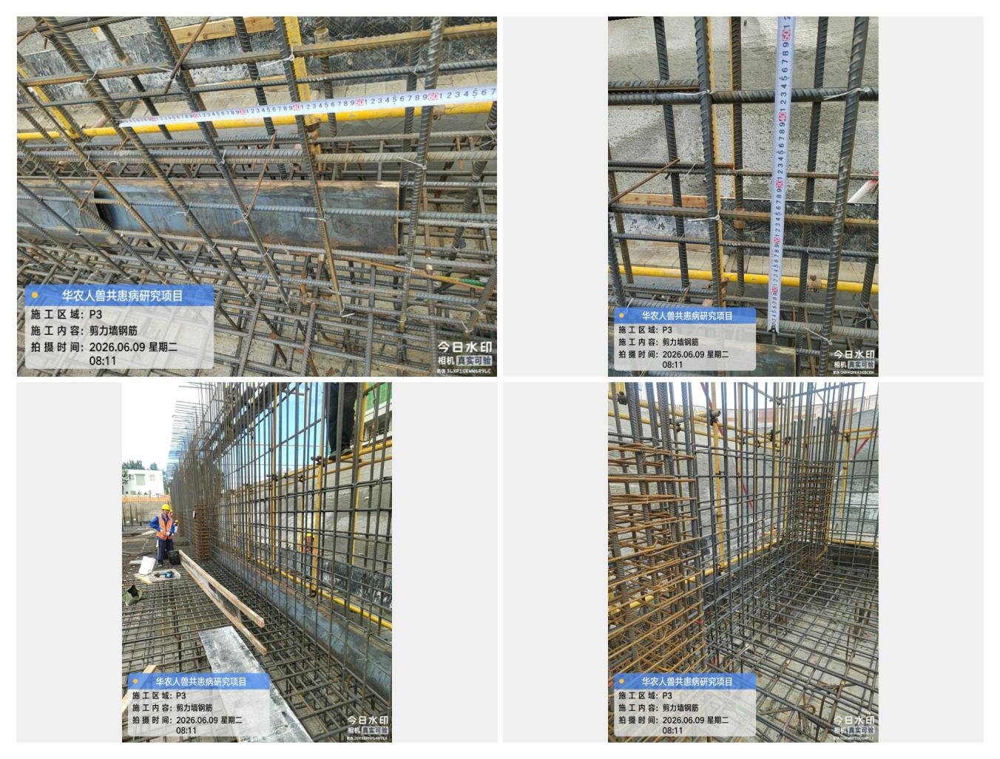 华农人兽共患病研究项目
施工区域：P3
施工内容：剪力墙钢筋
拍摄时间：2026.06.09 星期二
08:11
今日水印
相机 真实可验
防伪 3LXP1GEWW6R9LC
华农人兽共患病研究项目
施工区域：P3
施工内容：剪力墙钢筋
拍摄时间：2026.06.09 星期二
08:11
今日水印
相机 真实可验
防伪
华农人兽共患病研究项目
施工区域：P3
施工内容：剪力墙钢筋
拍摄时间：2026.06.09 星期二
08:11
今日水印
相机 真实可验
防伪
华农人兽共患病研究项目
施工区域：P3
施工内容：剪力墙钢筋
拍摄时间：2026.06.09 星期二
08:11
今日水印
相机 真实可验
防伪